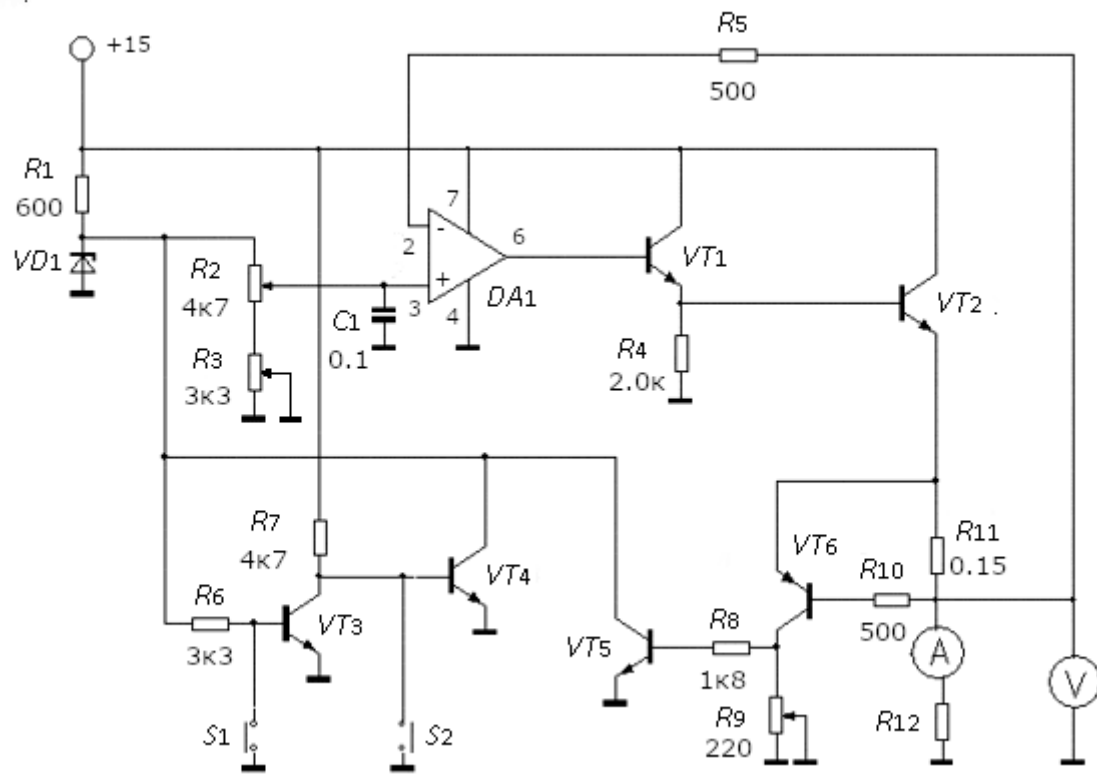 +15
R5
500
R1
600
VD1
R2
4к7
R3
3к3
C1
0.1
2
3
7
4
6
-
+
DA1
VT1
R4
2.0к
VT2
R7
4к7
R6
3к3
VT3
VT4
S1
S2
VT5
R8
1к8
R9
220
VT6
R10
500
R11
0.15
A
R12
V